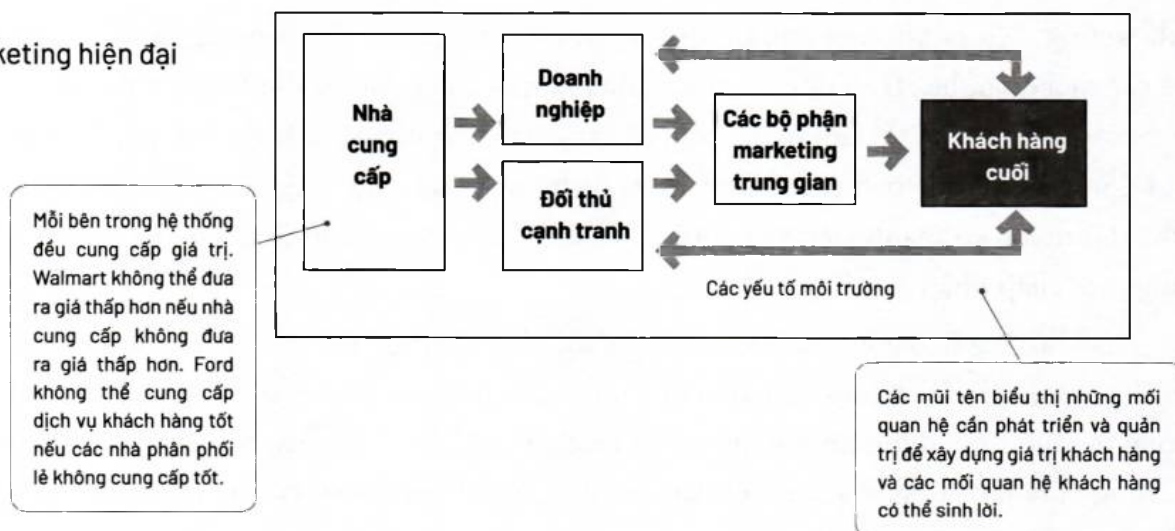 keting hiện đại
Nhà
cung
cấp
Doanh
nghiệp
Đối thủ
cạnh tranh
Các bộ phận
marketing
trung gian
Khách hàng
cuối
Các yếu tố môi trường
Mỗi bên trong hệ thống
đều cung cấp giá trị.
Walmart không thể đưa
ra giá thấp hơn nếu nhà
cung cấp không đưa
ra giá thấp hơn. Ford
không thể cung cấp
dịch vụ khách hàng tốt
nếu các nhà phân phối
lẻ không cung cấp tốt.
Các mũi tên biểu thị những mối
quan hệ cần phát triển và quản
trị để xây dựng giá trị khách hàng
và các mối quan hệ khách hàng
có thể sinh lời.